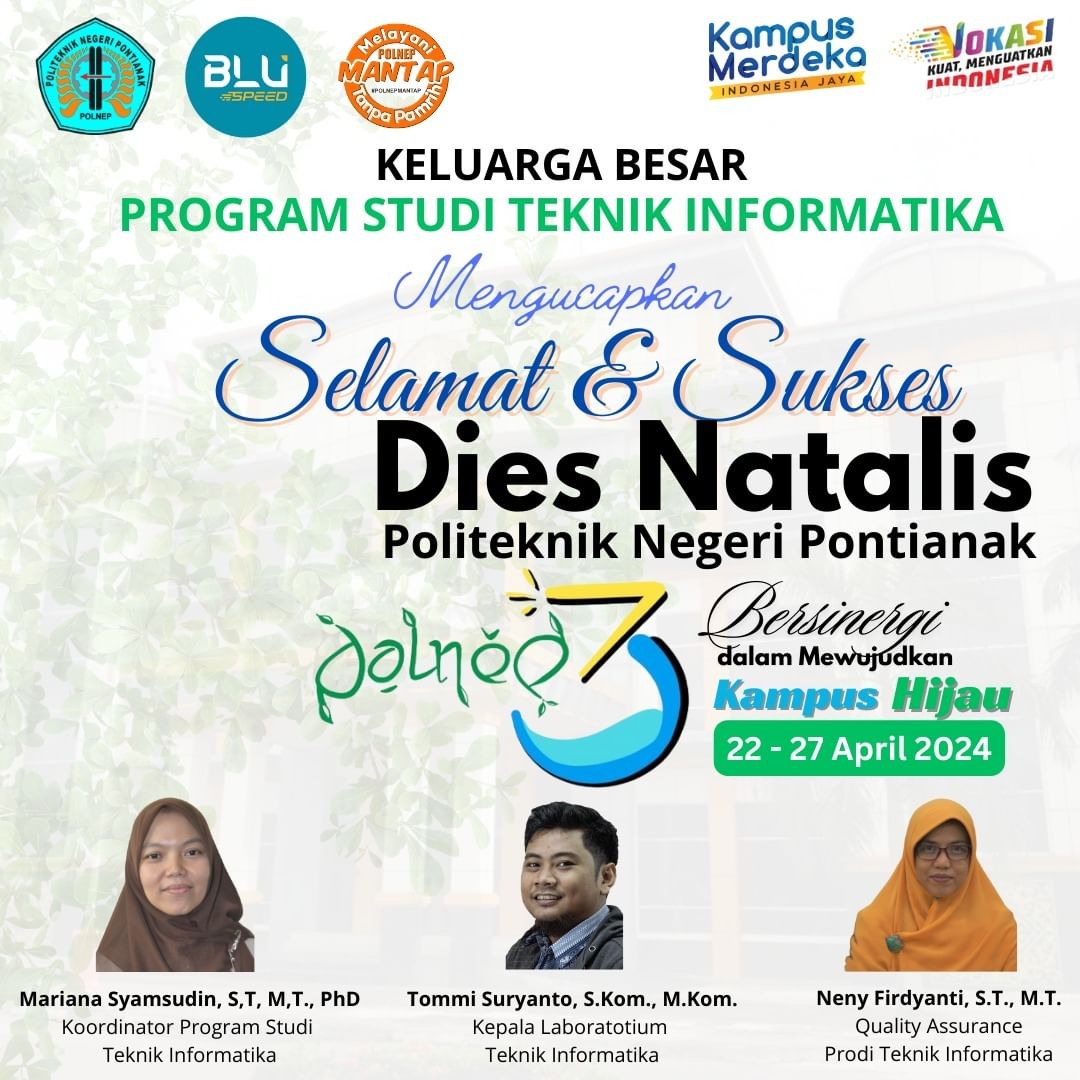 POLITEKNIK NEGERI PONTIANAK
POLNEP
BLU
SPEED
Melayani
POLNEP
MANTAP
#POLNEPMANTAP
Tanpa Pamrih
Kampus
Merdeka
INDONESIA JAYA
VOKASI
KUAT, MENGUATKAN
INDONESIA
KELUARGA BESAR
PROGRAM STUDI TEKNIK INFORMATIKA
Mengucapkan
Selamat & Sukses
Dies Natalis
Politeknik Negeri Pontianak
polnep 37
Bersinergi
dalam Mewujudkan
Kampus Hijau
22 - 27 April 2024
Mariana Syamsudin, S,T, M,T., PhD
Koordinator Program Studi
Teknik Informatika
Tommi Suryanto, S.Kom., M.Kom.
Kepala Laboratotium
Teknik Informatika
Neny Firdyanti, S.T., M.T.
Quality Assurance
Prodi Teknik Informatika